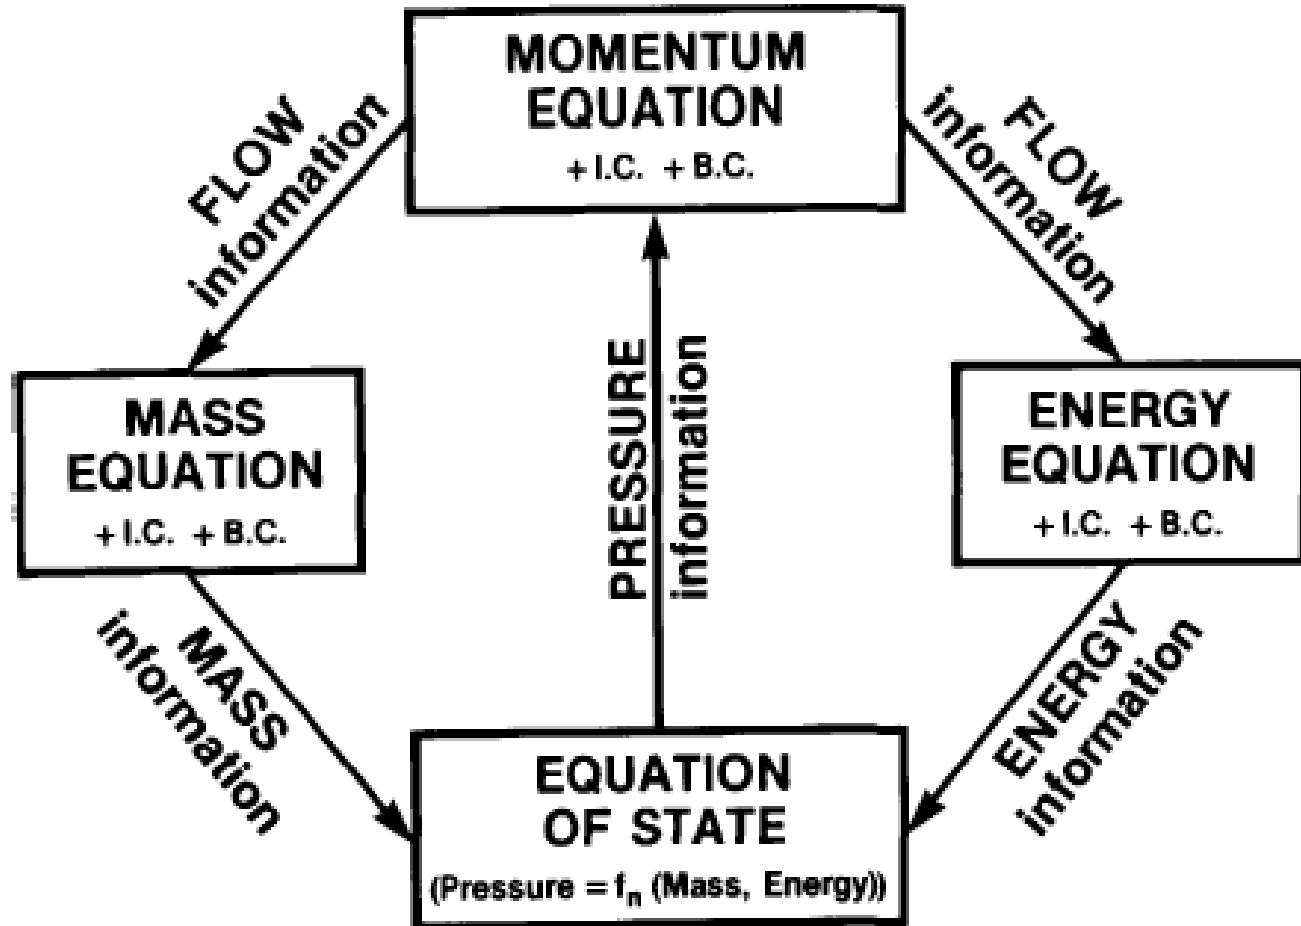 MOMENTUM
EQUATION
+ I.C. + B.C.
FLOW
information
FLOW
information
MASS
EQUATION
+ I.C. + B.C.
PRESSURE
information
ENERGY
EQUATION
+ I.C. + B.C.
MASS
information
ENERGY
information
EQUATION
OF STATE
(Pressure = fn (Mass, Energy))